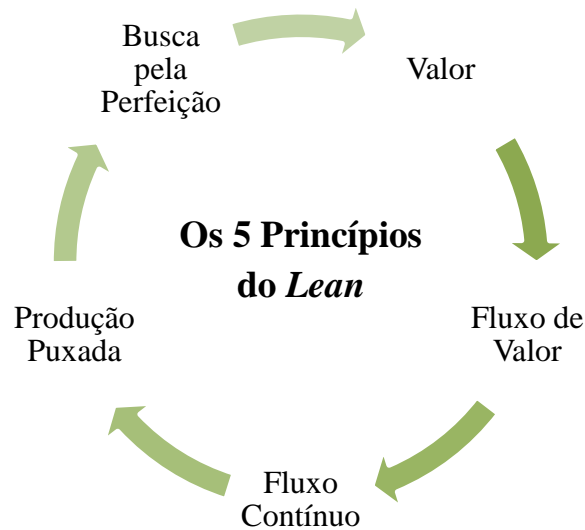 Os 5 Princípios
do Lean
Valor
Fluxo de
Valor
Fluxo
Contínuo
Produção
Puxada
Busca
pela
Perfeição